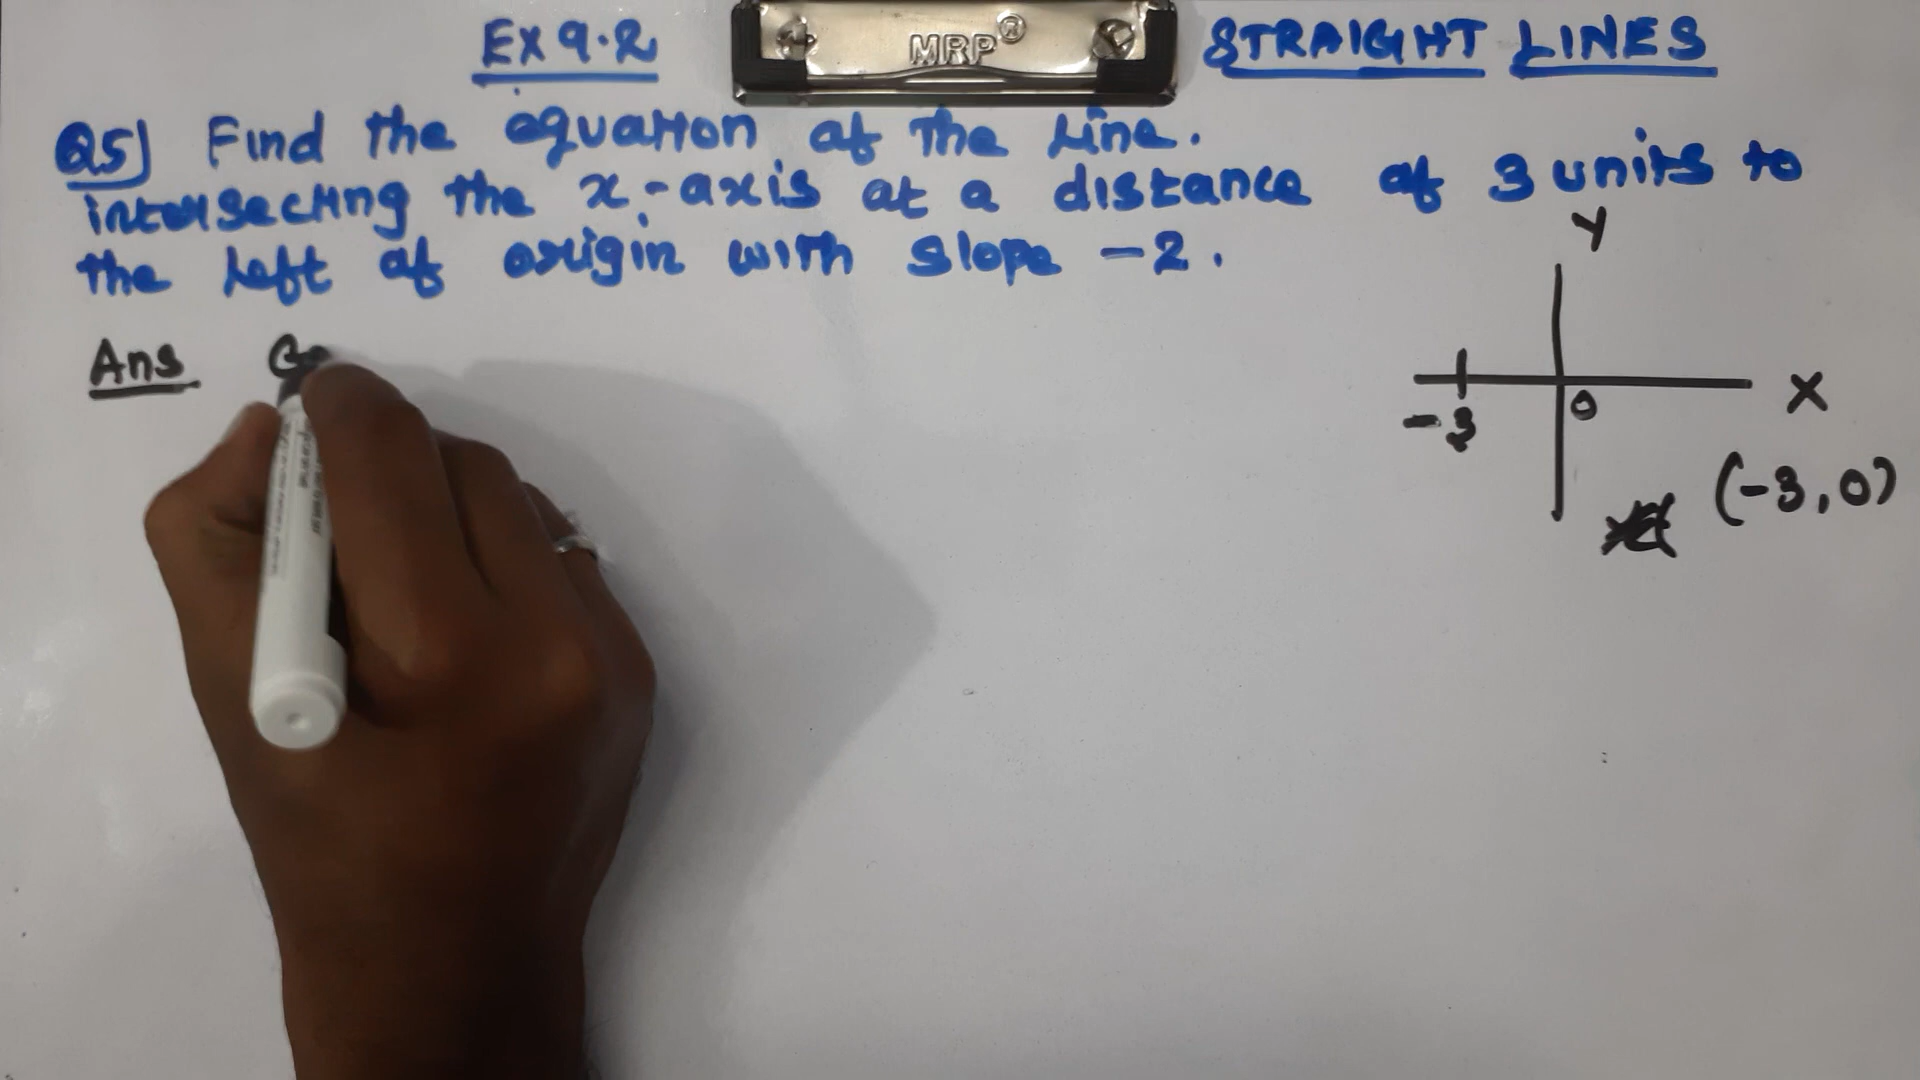 Ex 9.2
MRP®
STRAIGHT LINES
Q5) Find the equation of the line.
intersecting the x-axis at a distance of 3 units to
the left of origin with slope -2.
Y
Ans
-3 0 X
(-3,0)